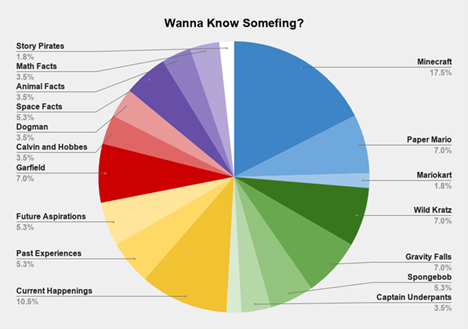 Wanna Know Somefing?
Story Pirates
1.8%
Math Facts
3.5%
Animal Facts
3.5%
Space Facts
5.3%
Dogman
3.5%
Calvin and Hobbes
3.5%
Garfield
7.0%
Future Aspirations
5.3%
Past Experiences
5.3%
Current Happenings
10.5%
Minecraft
17.5%
Paper Mario
7.0%
Mariokart
1.8%
Wild Kratz
7.0%
Gravity Falls
7.0%
Spongebob
5.3%
Captain Underpants
3.5%